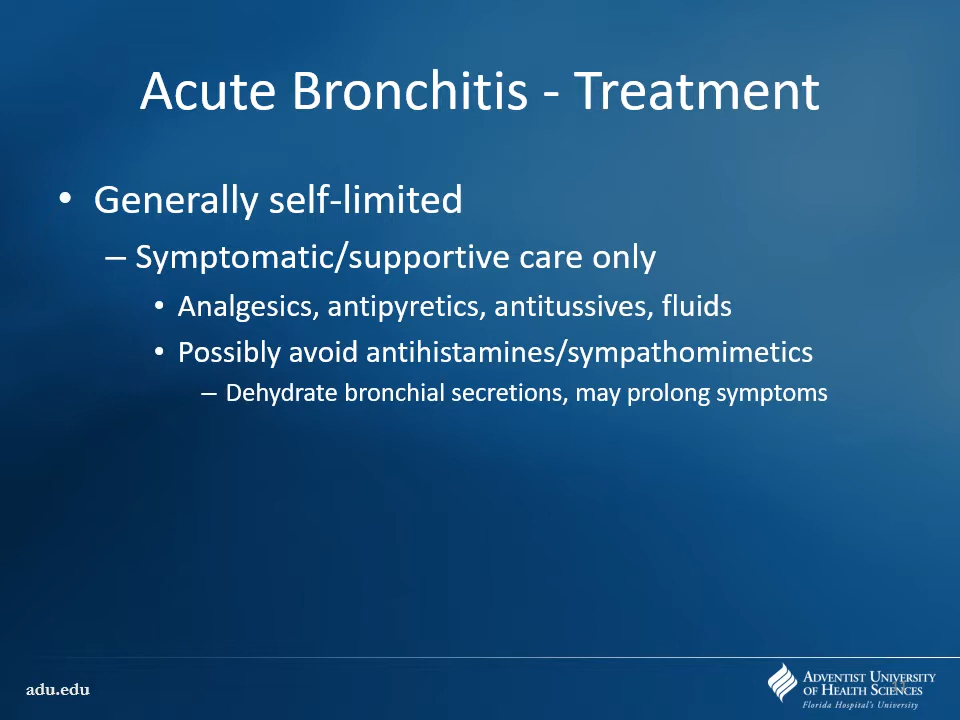 Acute Bronchitis - Treatment
• Generally self-limited
– Symptomatic/supportive care only
• Analgesics, antipyretics, antitussives, fluids
• Possibly avoid antihistamines/sympathomimetics
– Dehydrate bronchial secretions, may prolong symptoms
adu.edu
ADVENTIST UNIVERSITY
OF HEALTH SCIENCES
Florida Hospital's University